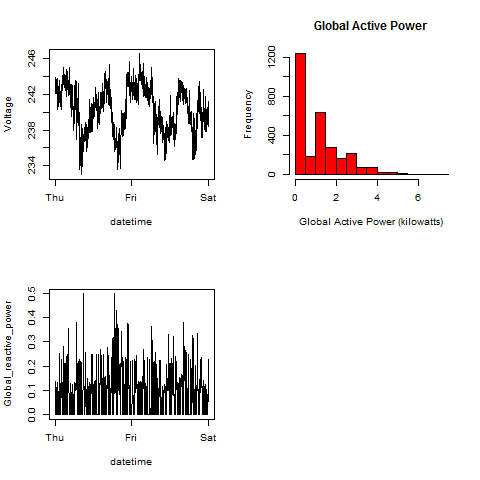 Voltage
234 238 242 246
Thu Fri Sat
datetime
Global Active Power
Frequency
0 400 800 1200
0 2 4 6
Global Active Power (kilowatts)
Global_reactive_power
0.0 0.1 0.2 0.3 0.4 0.5
Thu Fri Sat
datetime